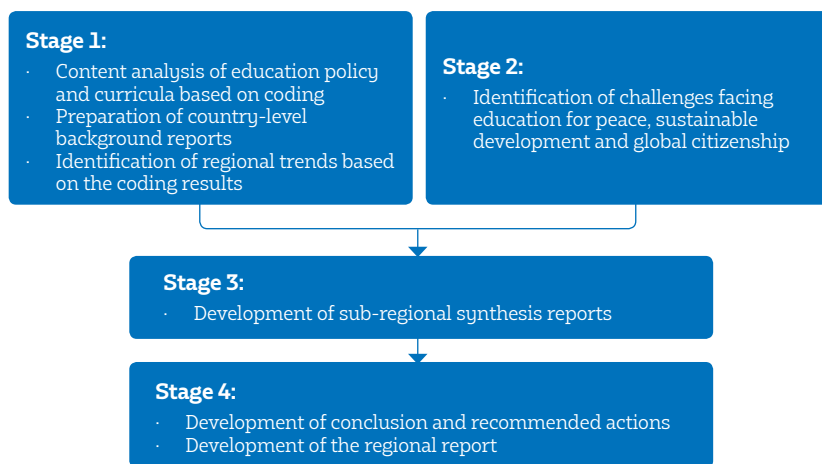 Stage 1:
· Content analysis of education policy
and curricula based on coding
· Preparation of country-level
background reports
· Identification of regional trends based
on the coding results
Stage 2:
· Identification of challenges facing
education for peace, sustainable
development and global citizenship
Stage 3:
· Development of sub-regional synthesis reports
Stage 4:
· Development of conclusion and recommended actions
· Development of the regional report